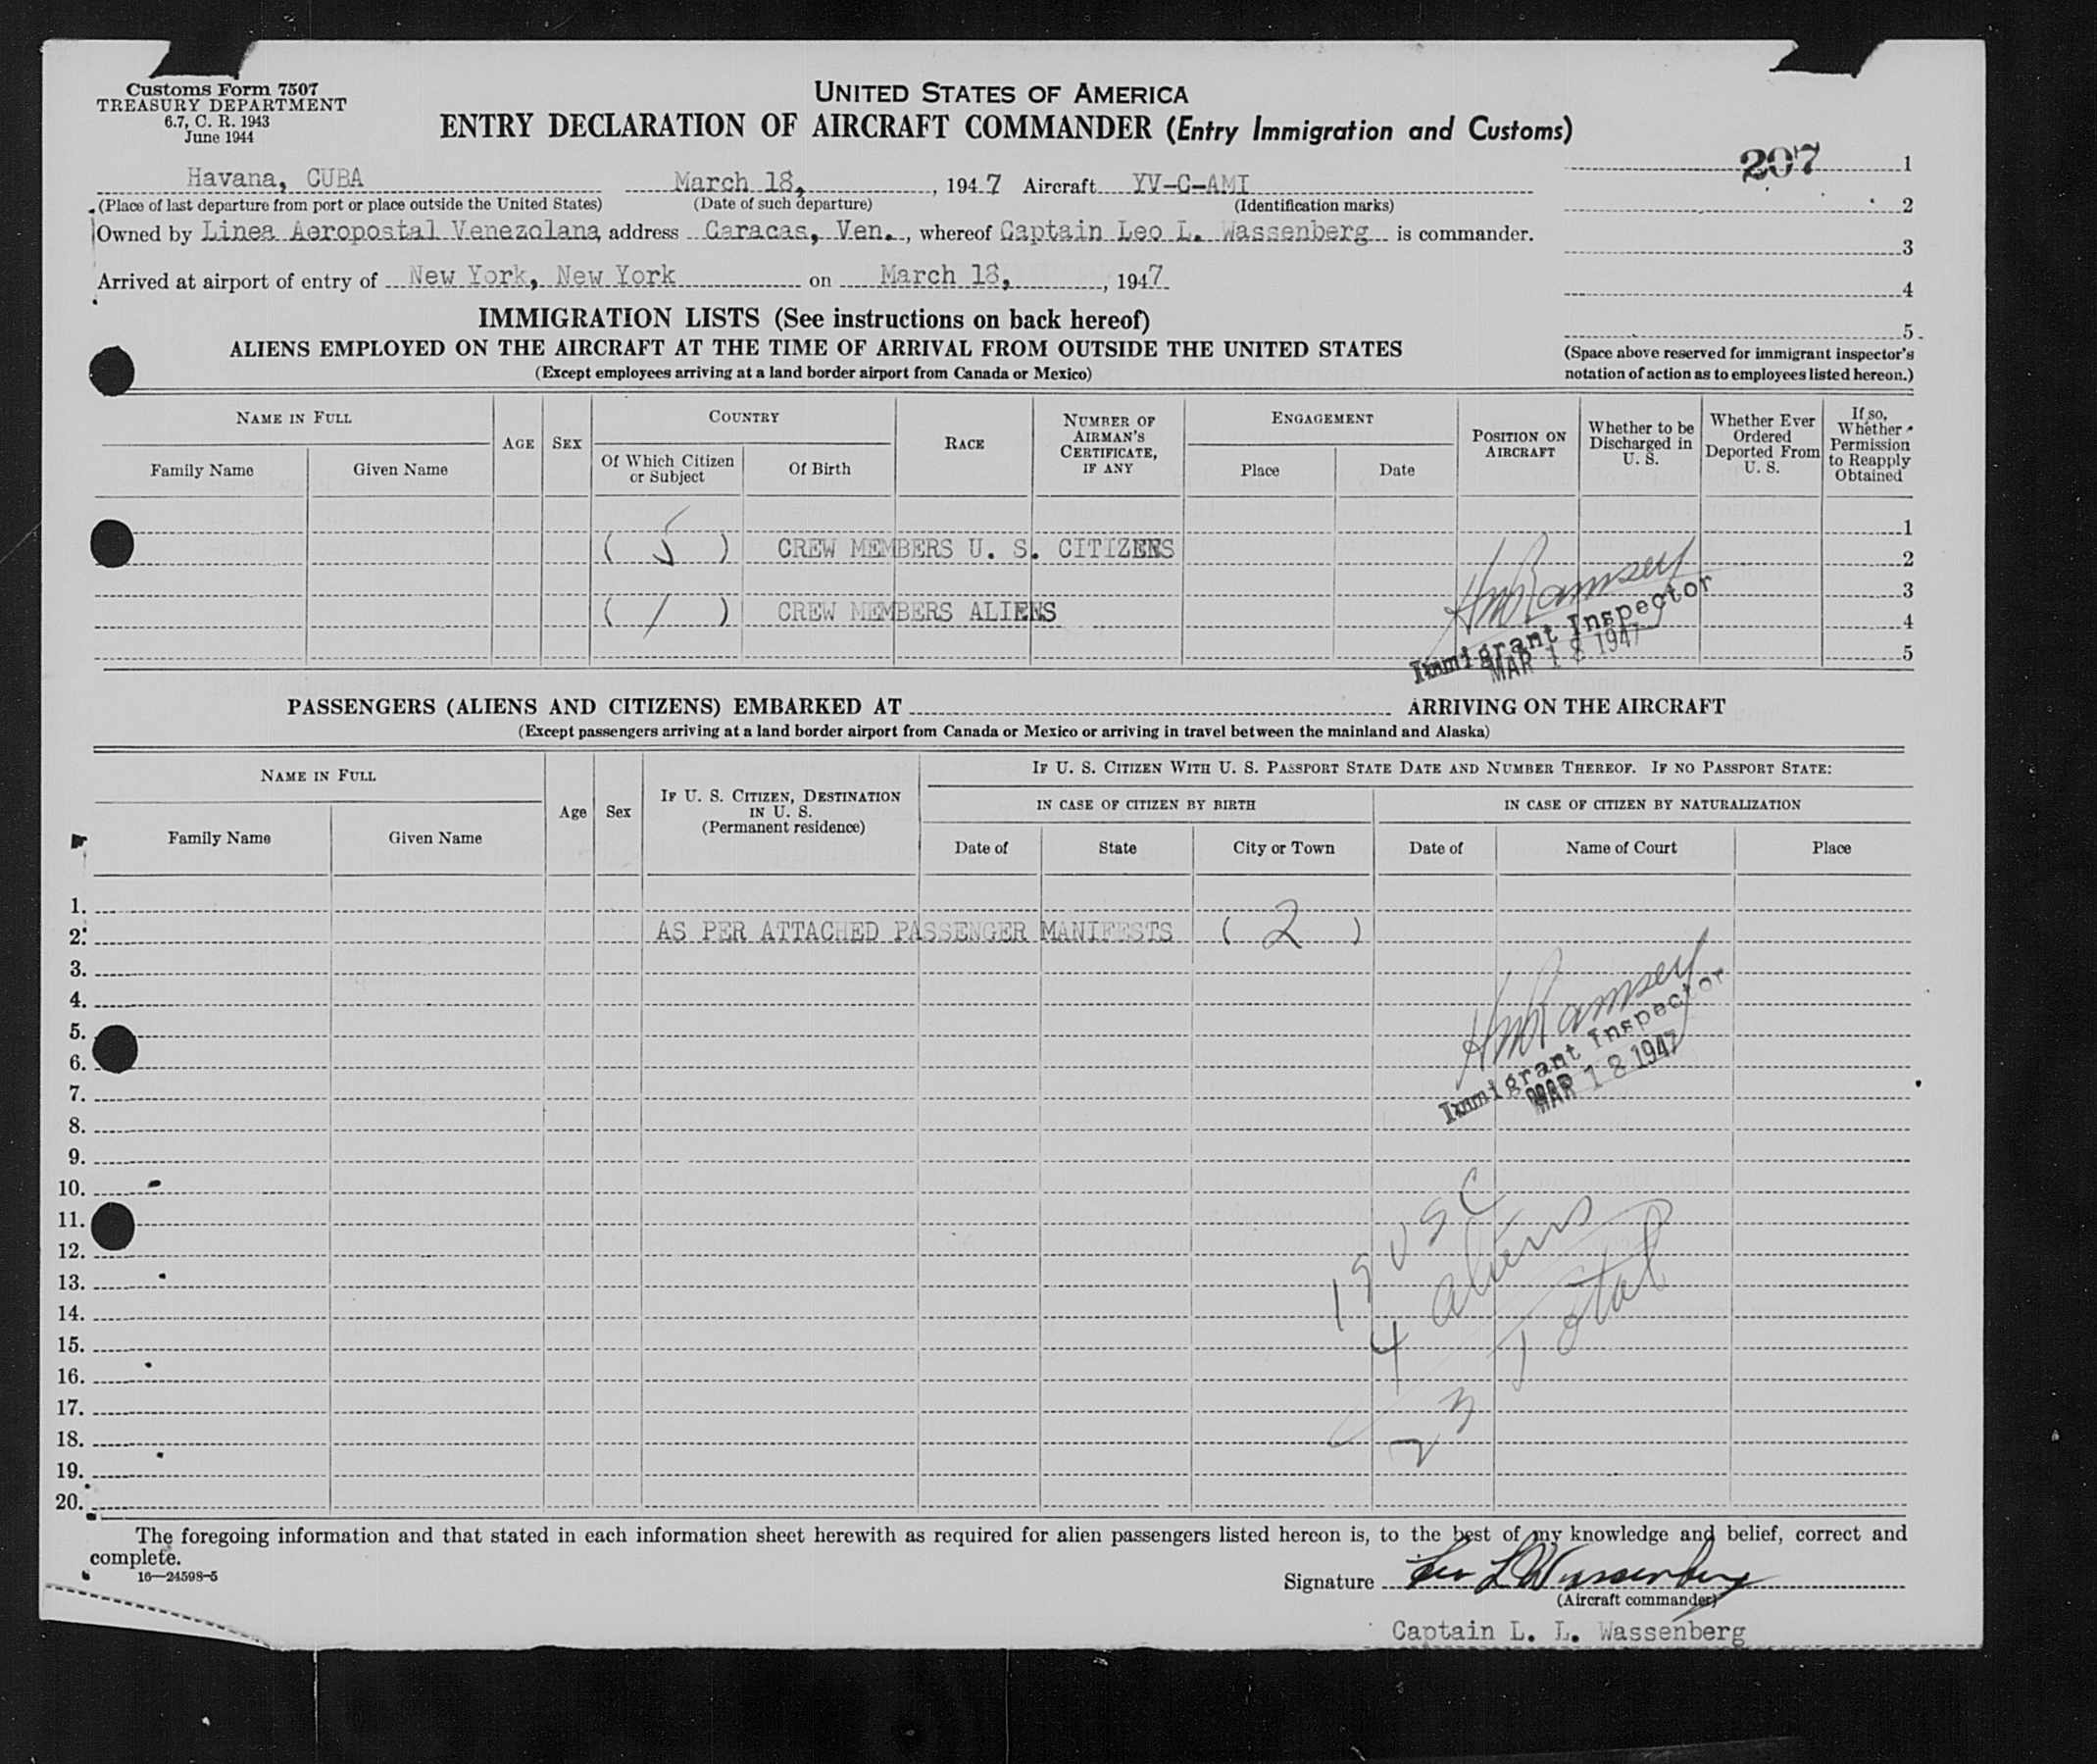 Customs Form 7507
TREASURY DEPARTMENT
6.7, C. R. 1943
June 1944
UNITED STATES OF AMERICA
ENTRY DECLARATION OF AIRCRAFT COMMANDER (Entry Immigration and Customs)
207 1
2
3
4
5
(Space above reserved for immigrant inspector's
notation of action as to employees listed hereon.)
Havana, CUBA March 18, , 1947 Aircraft YV-C-AMI
(Place of last departure from port or place outside the United States) (Date of such departure) (Identification marks)
Owned by Linea Aeropostal Venezolana, address Caracas, Ven., whereof Captain Leo L. Wassenberg is commander.
Arrived at airport of entry of New York, New York on March 18, , 1947
IMMIGRATION LISTS (See instructions on back hereof)
ALIENS EMPLOYED ON THE AIRCRAFT AT THE TIME OF ARRIVAL FROM OUTSIDE THE UNITED STATES
(Except employees arriving at a land border airport from Canada or Mexico)
NAME IN FULL
Family Name Given Name
AGE SEX
COUNTRY
Of Which Citizen or Subject Of Birth
RACE
NUMBER OF AIRMAN'S CERTIFICATE, IF ANY
ENGAGEMENT
Place Date
POSITION ON AIRCRAFT
Whether to be Discharged in U. S.
Whether Ever Ordered Deported From U. S.
If so, Whether Permission to Reapply Obtained
1
( 5 ) CREW MEMBERS U. S. CITIZENS 2
3
( 1 ) CREW MEMBERS ALIENS 4
5
HM Ramsey
Immigrant Inspector
MAR 18 1947
PASSENGERS (ALIENS AND CITIZENS) EMBARKED AT ARRIVING ON THE AIRCRAFT
(Except passengers arriving at a land border airport from Canada or Mexico or arriving in travel between the mainland and Alaska)
NAME IN FULL
Family Name Given Name
Age Sex
IF U. S. CITIZEN, DESTINATION IN U. S.
(Permanent residence)
IF U. S. CITIZEN WITH U. S. PASSPORT STATE DATE AND NUMBER THEREOF. IF NO PASSPORT STATE:
IN CASE OF CITIZEN BY BIRTH IN CASE OF CITIZEN BY NATURALIZATION
Date of State City or Town Date of Name of Court Place
1.
2. AS PER ATTACHED PASSENGER MANIFESTS ( 2 )
3.
4.
5.
6.
7.
8.
9.
10.
11.
12.
13.
14.
15.
16.
17.
18.
19.
20.
HM Ramsey
Immigrant Inspector
MAR 18 1947
19 USC
4 aliens
23 Total
The foregoing information and that stated in each information sheet herewith as required for alien passengers listed hereon is, to the best of my knowledge and belief, correct and
complete.
16—24598-5
Signature Leo L Wassenberg
(Aircraft commander)
Captain L. L. Wassenberg